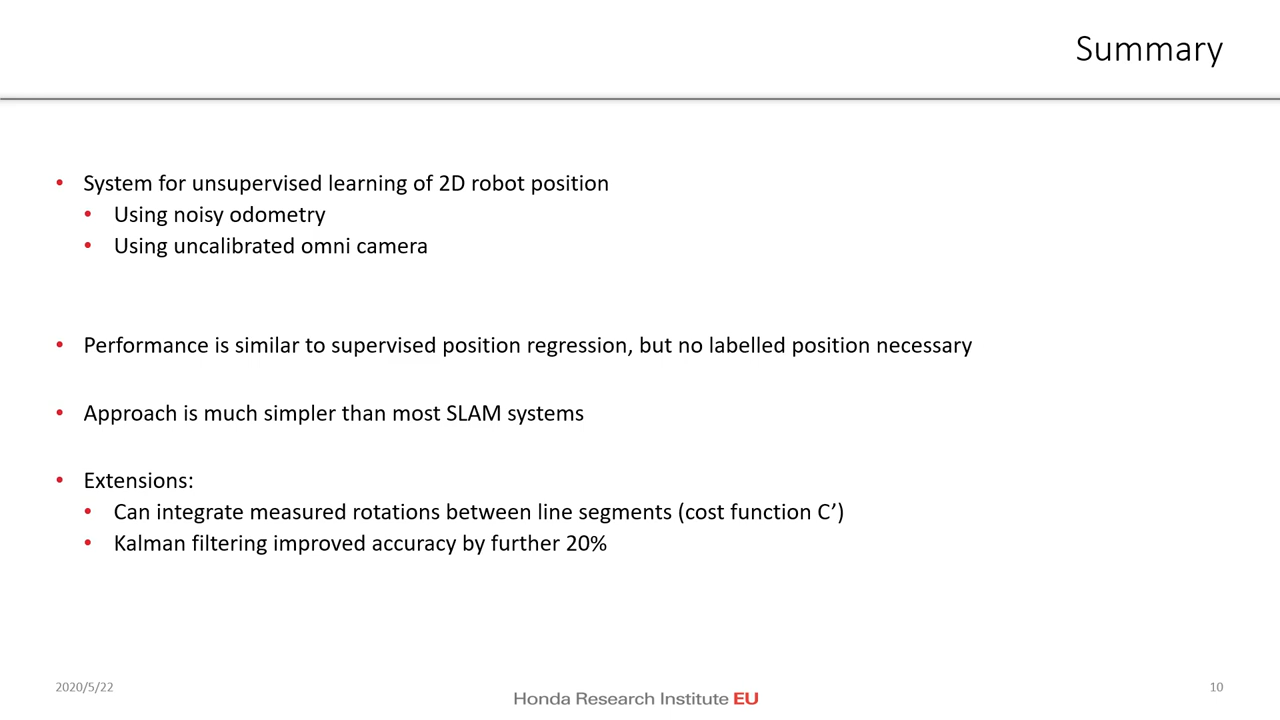 Summary
• System for unsupervised learning of 2D robot position
• Using noisy odometry
• Using uncalibrated omni camera
• Performance is similar to supervised position regression, but no labelled position necessary
• Approach is much simpler than most SLAM systems
• Extensions:
• Can integrate measured rotations between line segments (cost function C’)
• Kalman filtering improved accuracy by further 20%
2020/5/22
Honda Research Institute EU
10